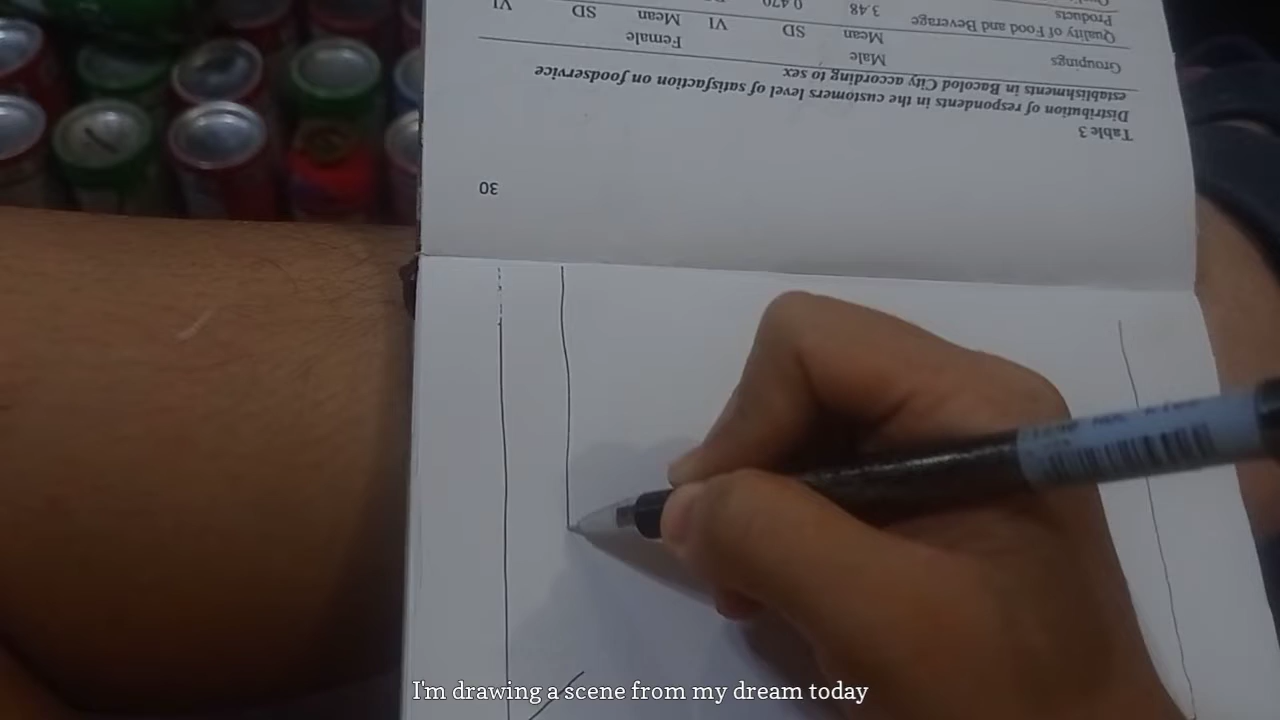 30
Table 3
Distribution of respondents in the customers level of satisfaction on foodservice
establishments in Bacolod City according to sex
Groupings Male Female
Mean SD VI Mean SD VI
Quality of Food and Beverage
Products 3.48 0.470
I'm drawing a scene from my dream today